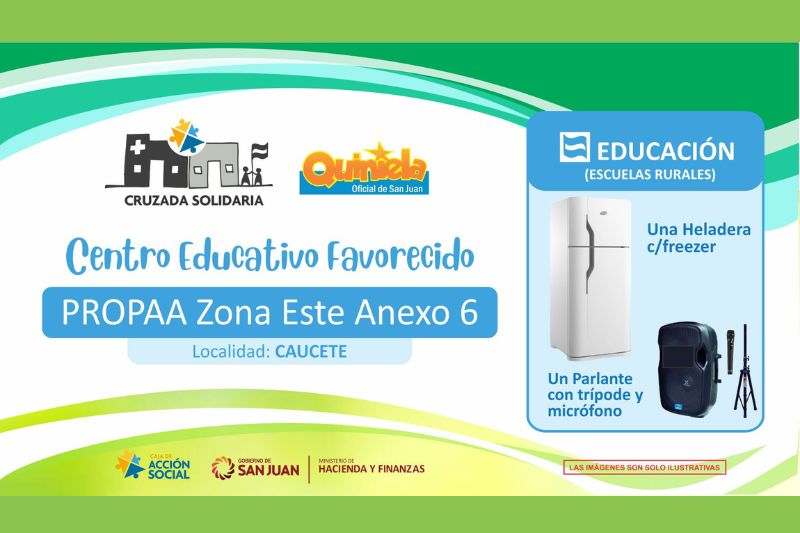 CRUZADA SOLIDARIA
Quiniela
Oficial de San Juan
Centro Educativo Favorecido
PROPAA Zona Este Anexo 6
Localidad: CAUCETE
EDUCACIÓN
(ESCUELAS RURALES)
Una Heladera
c/freezer
Un Parlante
con trípode y
micrófono
CAJA DE
ACCIÓN
SOCIAL
GOBIERNO DE
SAN JUAN
MINISTERIO DE
HACIENDA Y FINANZAS
LAS IMÁGENES SON SOLO ILUSTRATIVAS